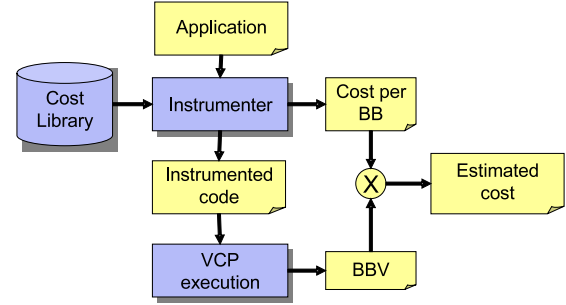 Application
Cost
Library
Instrumenter
Cost per
BB
Instrumented
code
X
Estimated
cost
VCP
execution
BBV